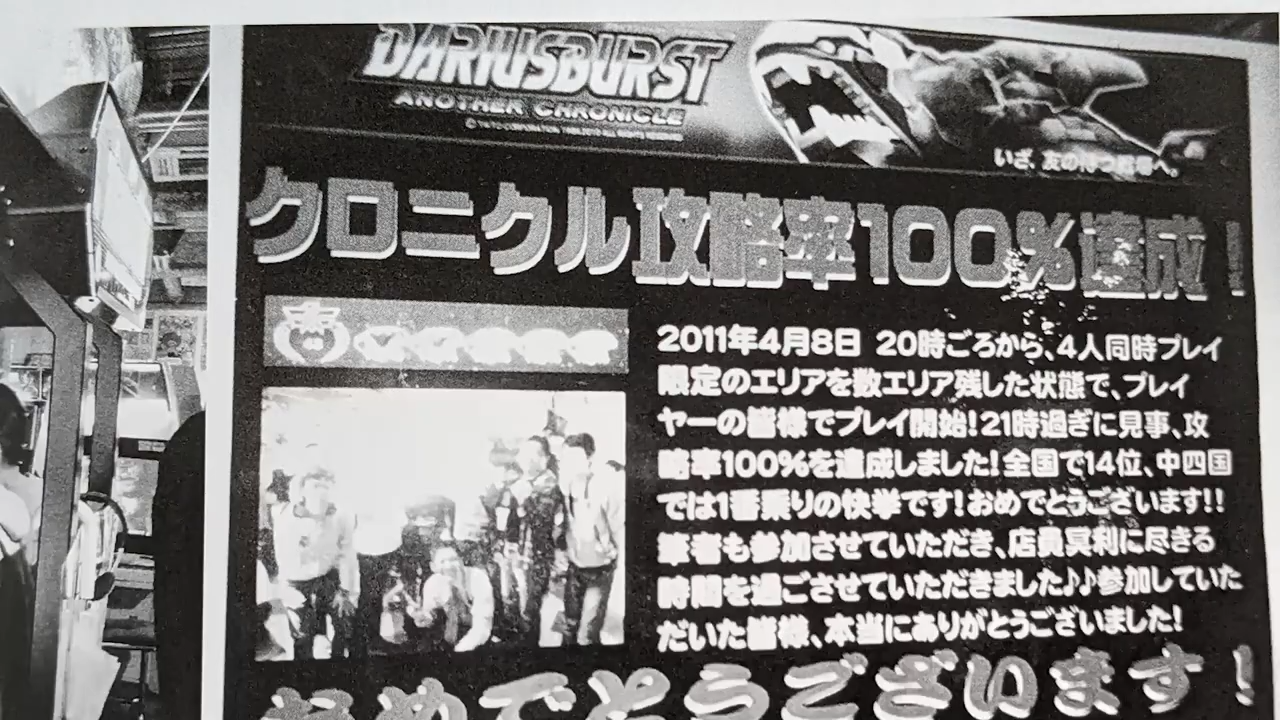 DARIUSBURST
ANOTHER CHRONICLE
いざ、友の待つ戦場へ。
クロニクル攻略率100%達成！
2011年4月8日 20時ごろから、4人同時プレイ
限定のエリアを数エリア残した状態で、プレイ
ヤーの皆様でプレイ開始！21時過ぎに見事、攻
略率100%を達成しました！全国で14位、中四国
では1番乗りの快挙です！おめでとうございます!!
筆者も参加させていただき、店員冥利に尽きる
時間を過ごさせていただきました♪♪参加していた
だいた皆様、本当にありがとうございました！
おめでとうございます！